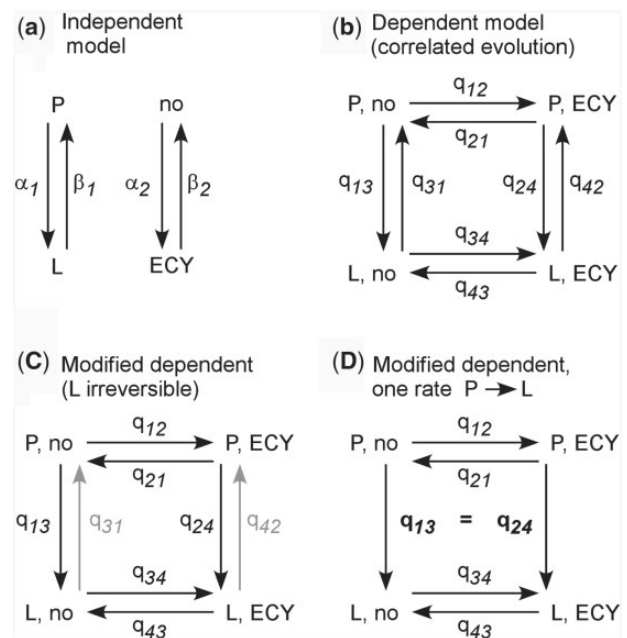 (a) Independent model
P no
α1 β1 α2 β2
L ECY
(b) Dependent model
(correlated evolution)
q12
P, no P, ECY
q21
q13 q31 q24 q42
q34
L, no L, ECY
q43
(C) Modified dependent
(L irreversible)
q12
P, no P, ECY
q21
q13 q31 q24 q42
q34
L, no L, ECY
q43
(D) Modified dependent,
one rate P → L
q12
P, no P, ECY
q21
q13 = q24
q34
L, no L, ECY
q43